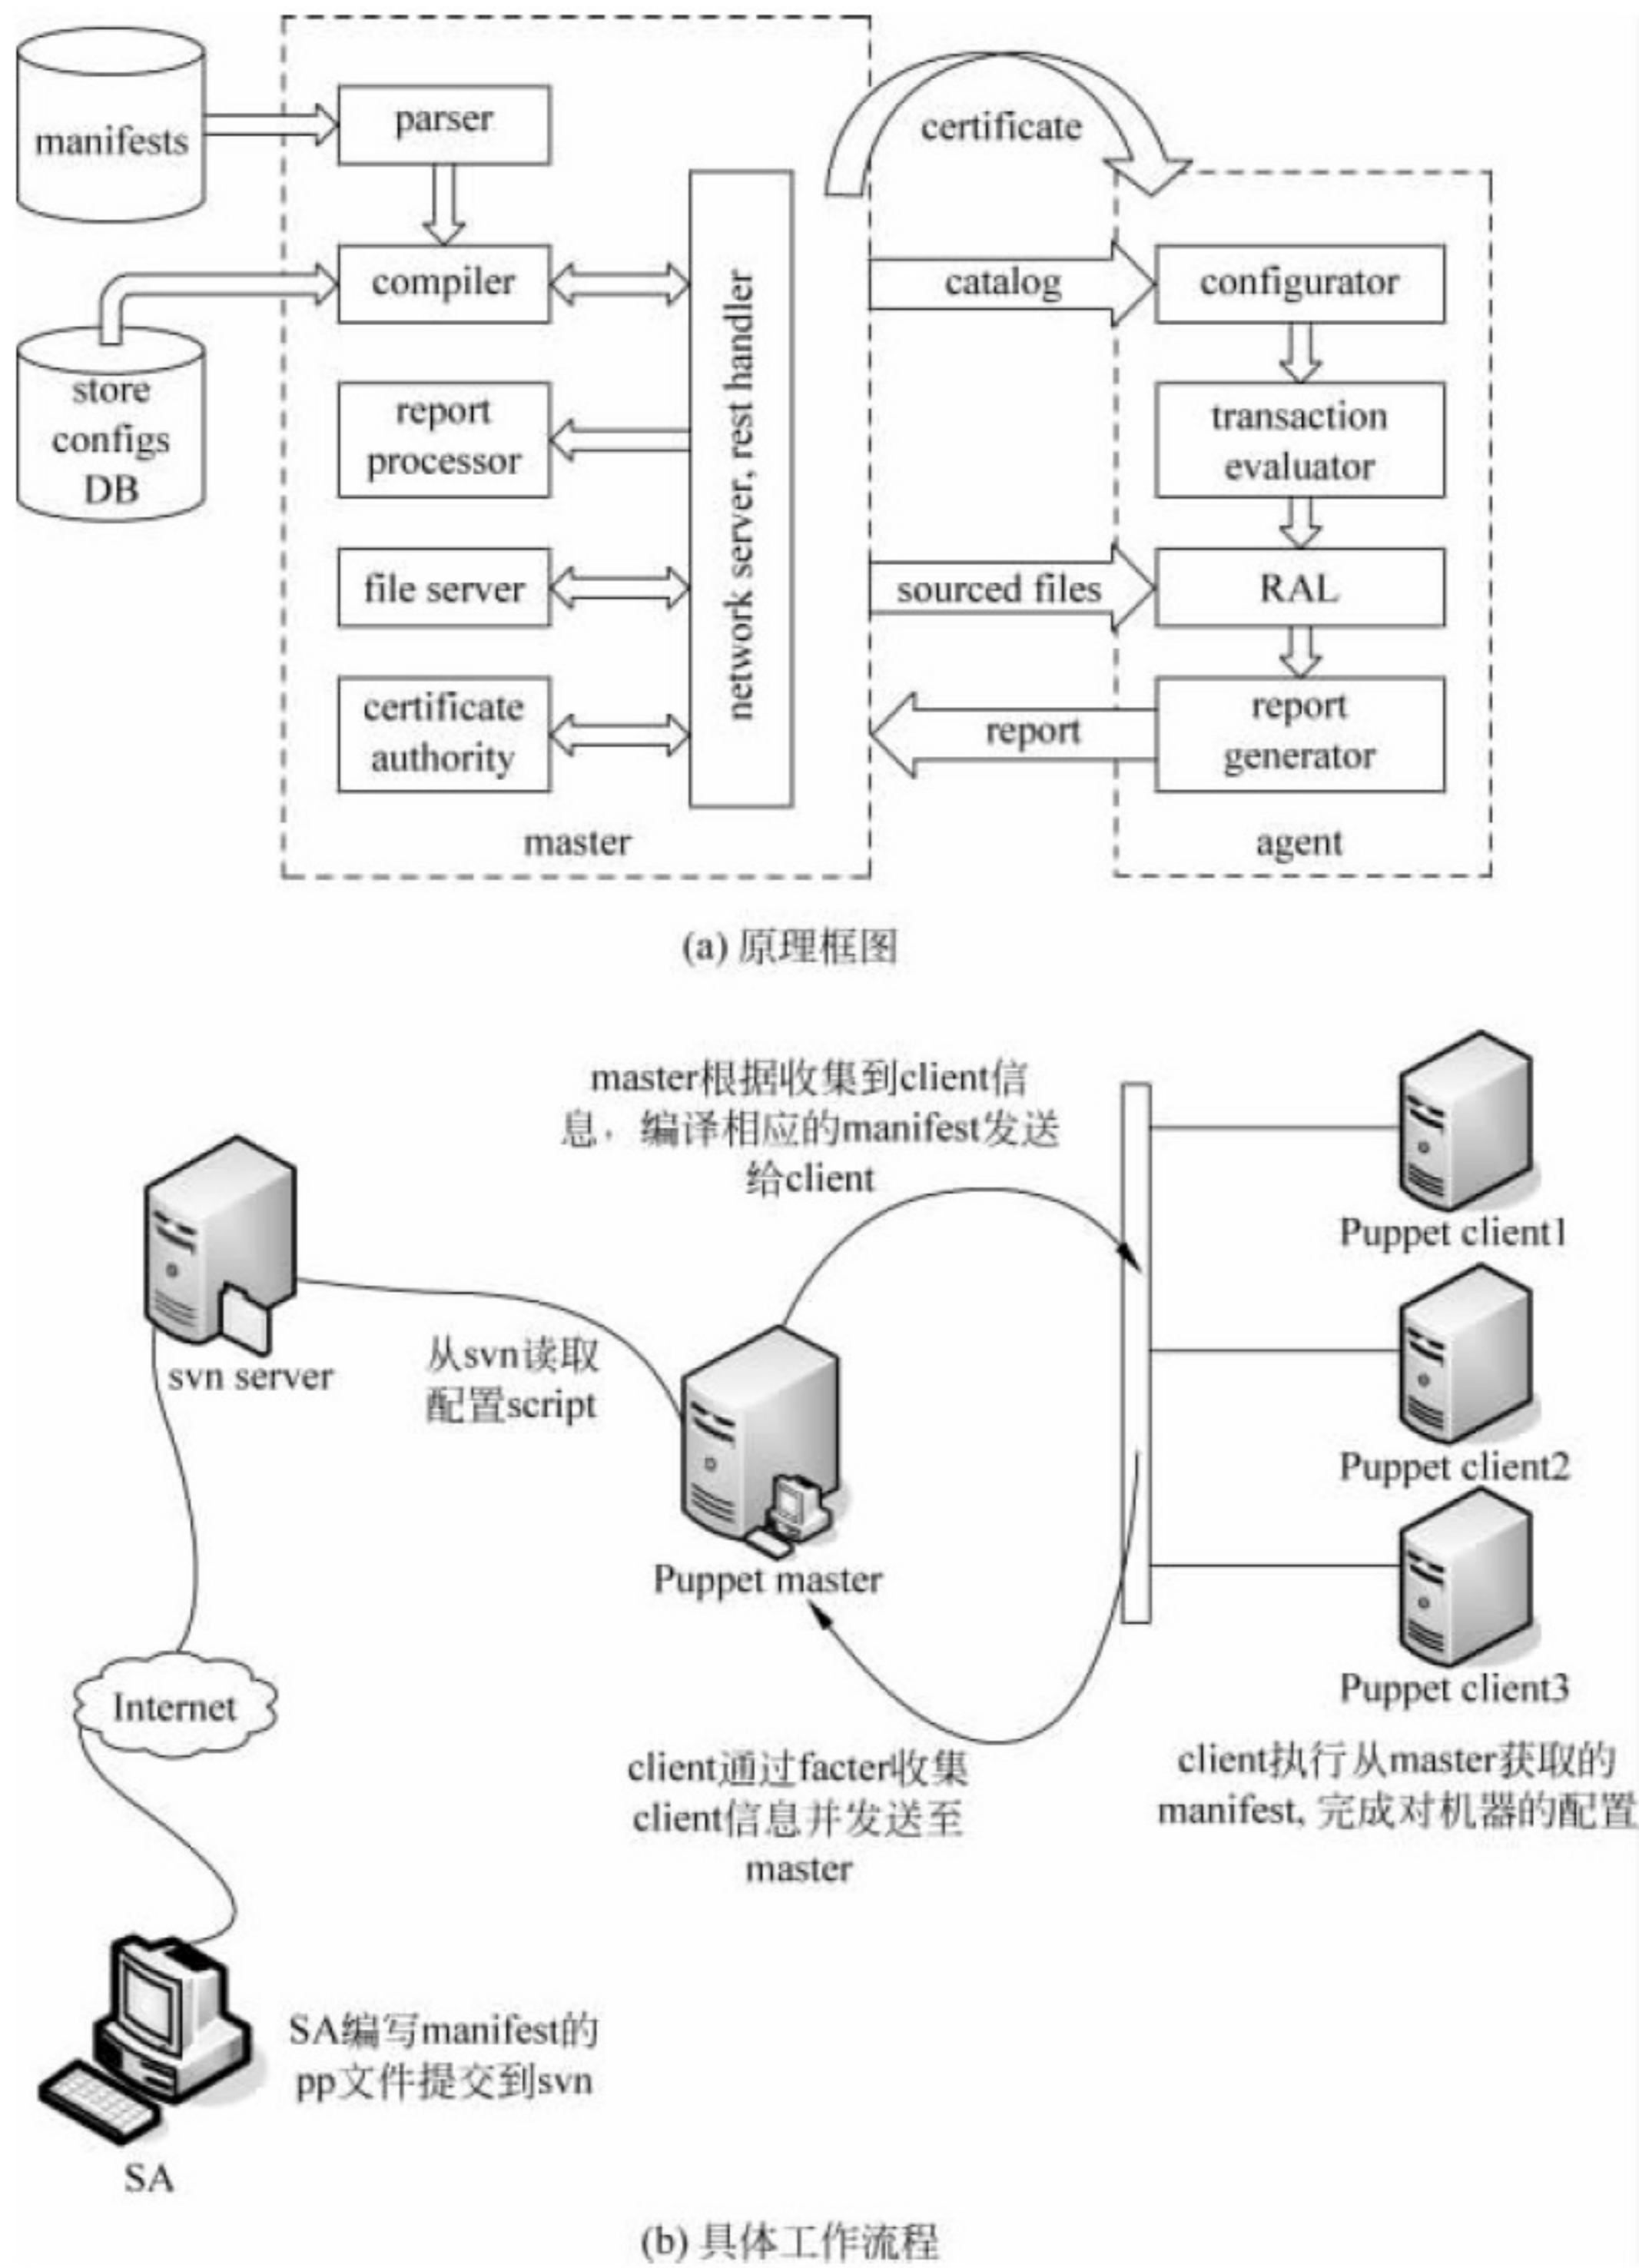 manifests
parser
certificate
compiler
catalog
configurator
store
configs
DB
report
processor
network server, rest handler
transaction
evaluator
file server
sourced files
RAL
certificate
authority
report
report
generator
master
agent
(a) 原理框图
master根据收集到client信
息，编译相应的manifest发送
给client
Puppet client1
svn server
从svn读取
配置script
Puppet client2
Puppet master
Puppet client3
Internet
client通过facter收集
client信息并发送至
master
client执行从master获取的
manifest, 完成对机器的配置
SA编写manifest的
pp文件提交到svn
SA
(b) 具体工作流程